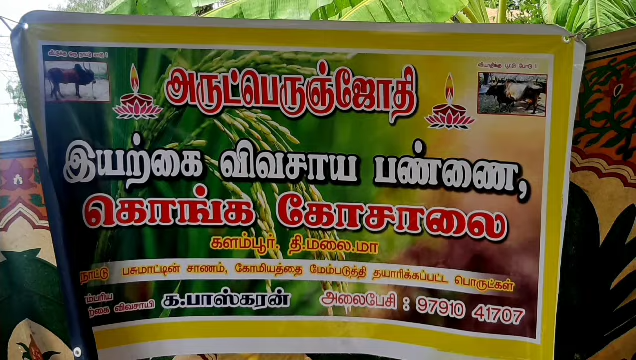 அருட்பெருஞ்ஜோதி
இயற்கை விவசாய பண்ணை,
கொங்க கோசாலை
களம்பூர். தி.மலை.மா
நாட்டு பசுமாட்டின் சாணம், கோமியத்தை மேம்படுத்தி தயாரிக்கப்பட்ட பொருட்கள்
க.பாஸ்கரன் அலைபேசி : 97910 41707